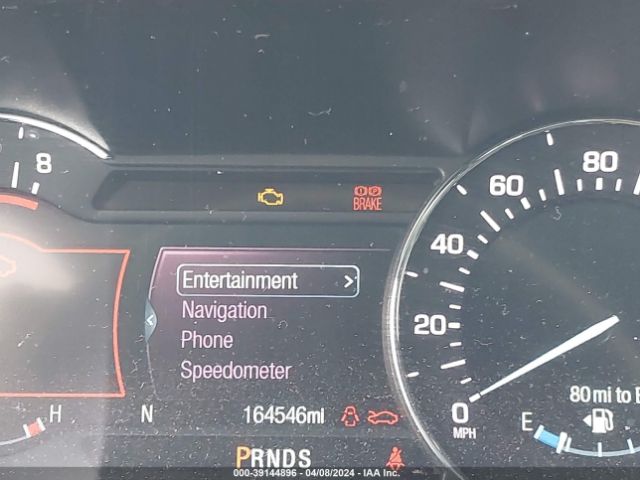 8
BRAKE
60
80
40
20
0
MPH
Entertainment >
Navigation
Phone
Speedometer
80 mi to E
H
N
164546mi
E
PRNDS
000-39144896 - 04/08/2024 - IAA Inc.